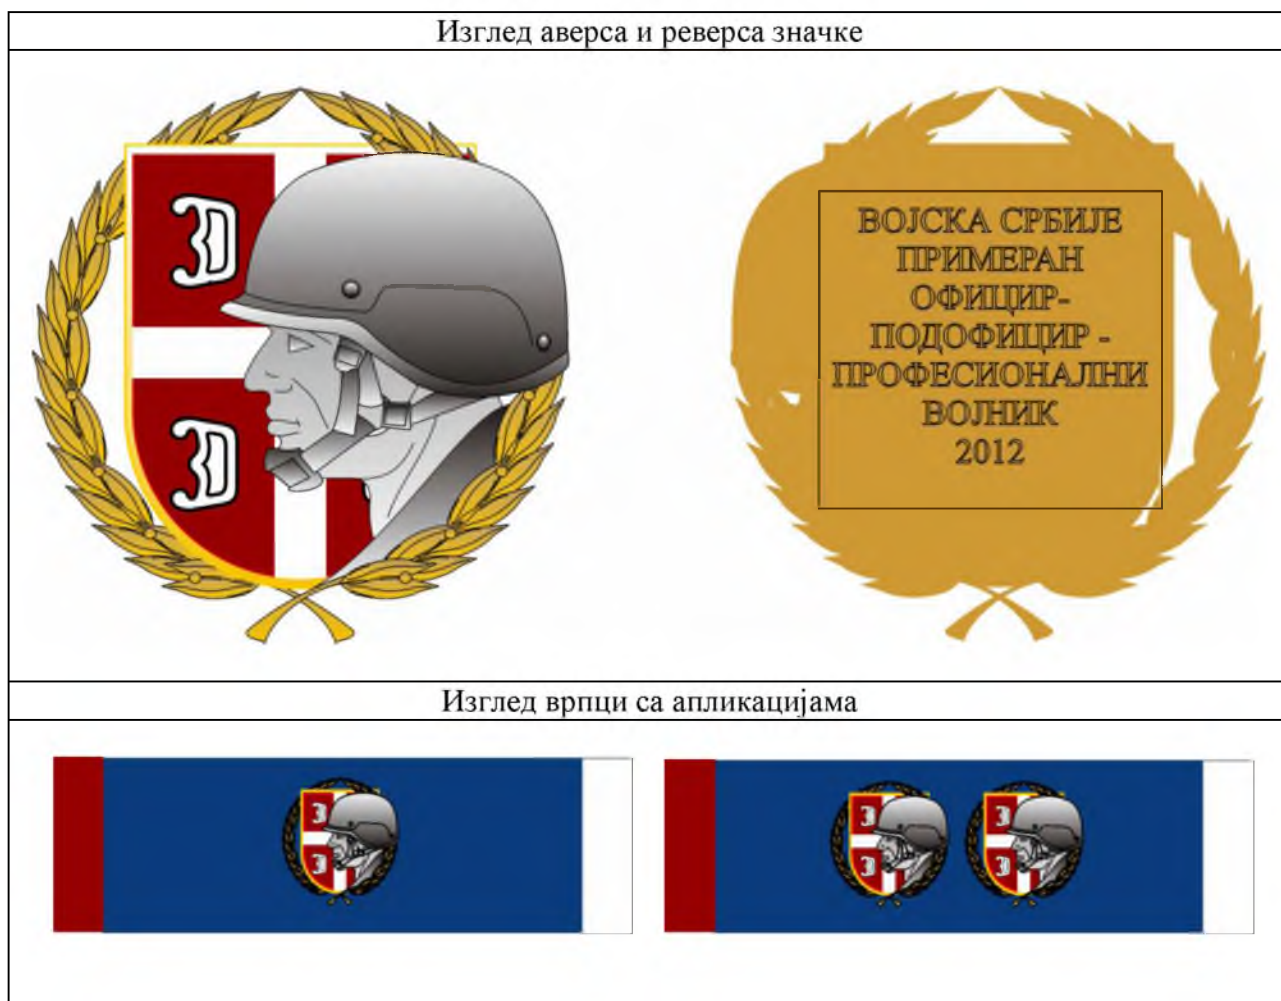 Изглед аверса и реверса значке
ВОЈСКА СРБИЈЕ
ПРИМЕРАН
ОФИЦИР-
ПОДОФИЦИР -
ПРОФЕСИОНАЛНИ
ВОЈНИК
2012
Изглед врпци са апликацијама